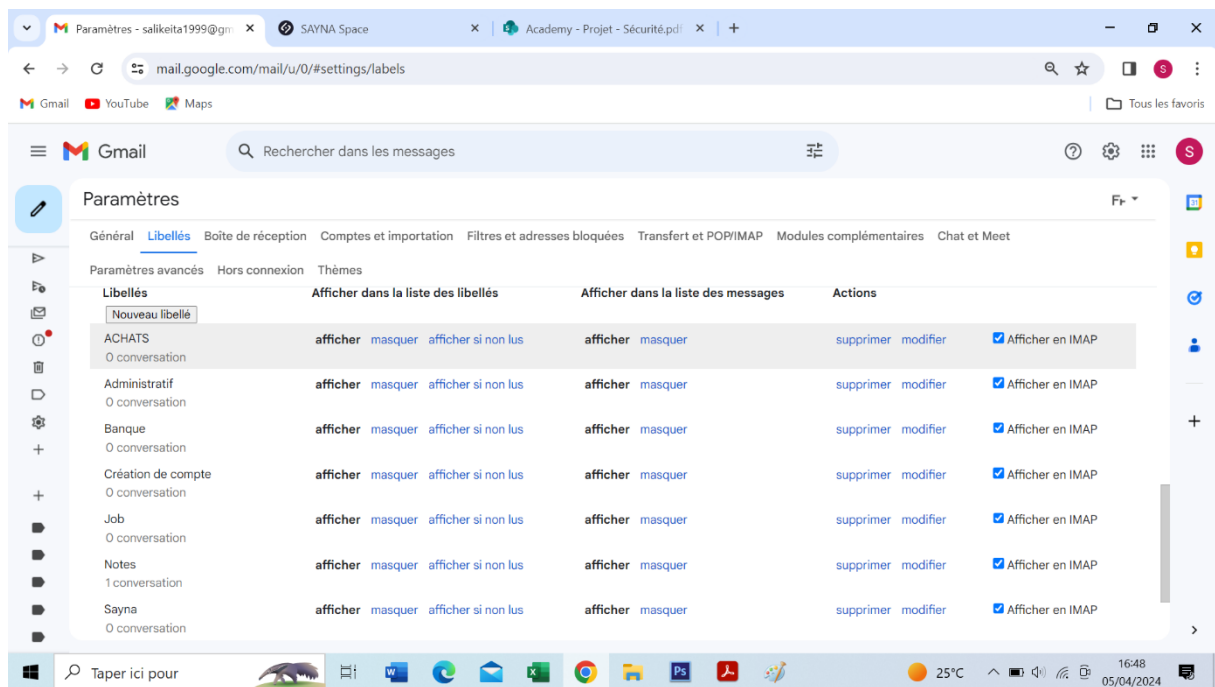 Paramètres - salikeita1999@gm
SAYNA Space
Academy - Projet - Sécurité.pdf
mail.google.com/mail/u/0/#settings/labels
S
Gmail YouTube Maps
Tous les favoris
Gmail
Rechercher dans les messages
S
Paramètres
31
Général Libellés Boîte de réception Comptes et importation Filtres et adresses bloquées Transfert et POP/IMAP Modules complémentaires Chat et Meet
Paramètres avancés Hors connexion Thèmes
Libellés Afficher dans la liste des libellés Afficher dans la liste des messages Actions
Nouveau libellé
ACHATS afficher masquer afficher si non lus afficher masquer supprimer modifier Afficher en IMAP
0 conversation
Administratif afficher masquer afficher si non lus afficher masquer supprimer modifier Afficher en IMAP
0 conversation
Banque afficher masquer afficher si non lus afficher masquer supprimer modifier Afficher en IMAP
0 conversation
Création de compte afficher masquer afficher si non lus afficher masquer supprimer modifier Afficher en IMAP
0 conversation
Job afficher masquer afficher si non lus afficher masquer supprimer modifier Afficher en IMAP
0 conversation
Notes afficher masquer afficher si non lus afficher masquer supprimer modifier Afficher en IMAP
1 conversation
Sayna afficher masquer afficher si non lus afficher masquer supprimer modifier Afficher en IMAP
0 conversation
Taper ici pour
Ps
25°C
16:48
05/04/2024